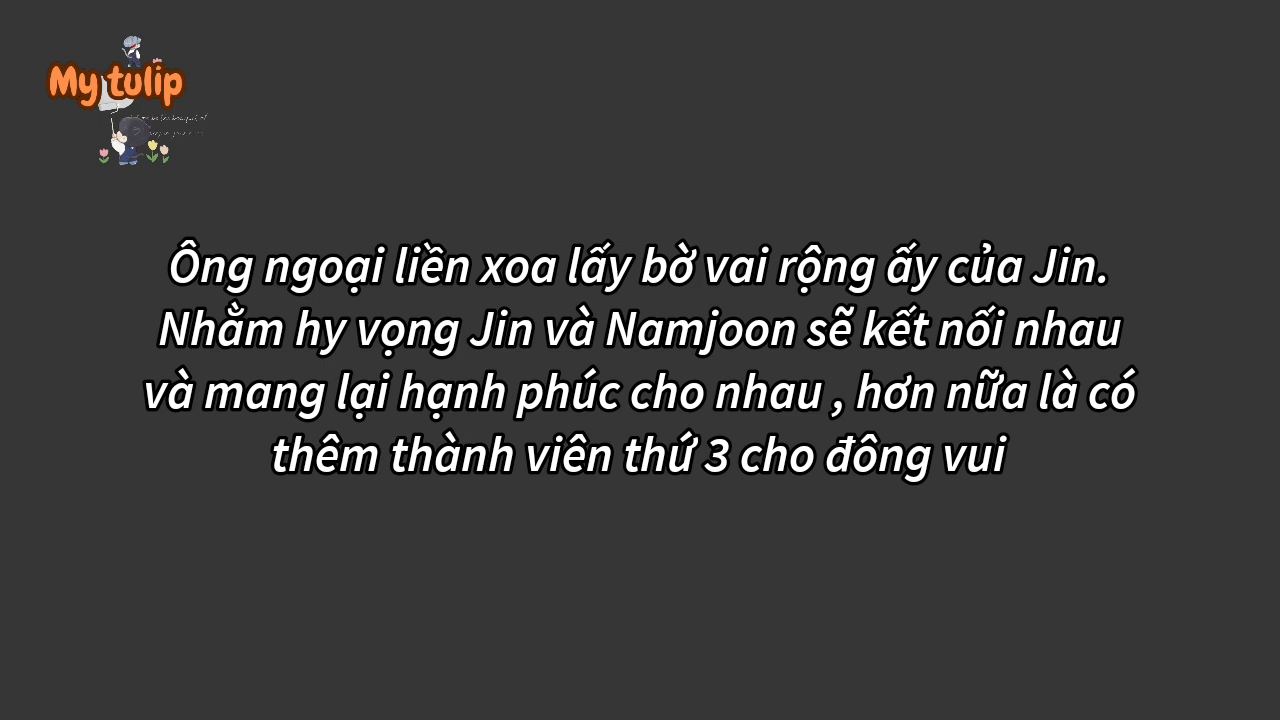 My tulip
Ông ngoại liền xoa lấy bờ vai rộng ấy của Jin.
Nhằm hy vọng Jin và Namjoon sẽ kết nối nhau
và mang lại hạnh phúc cho nhau , hơn nữa là có
thêm thành viên thứ 3 cho đông vui